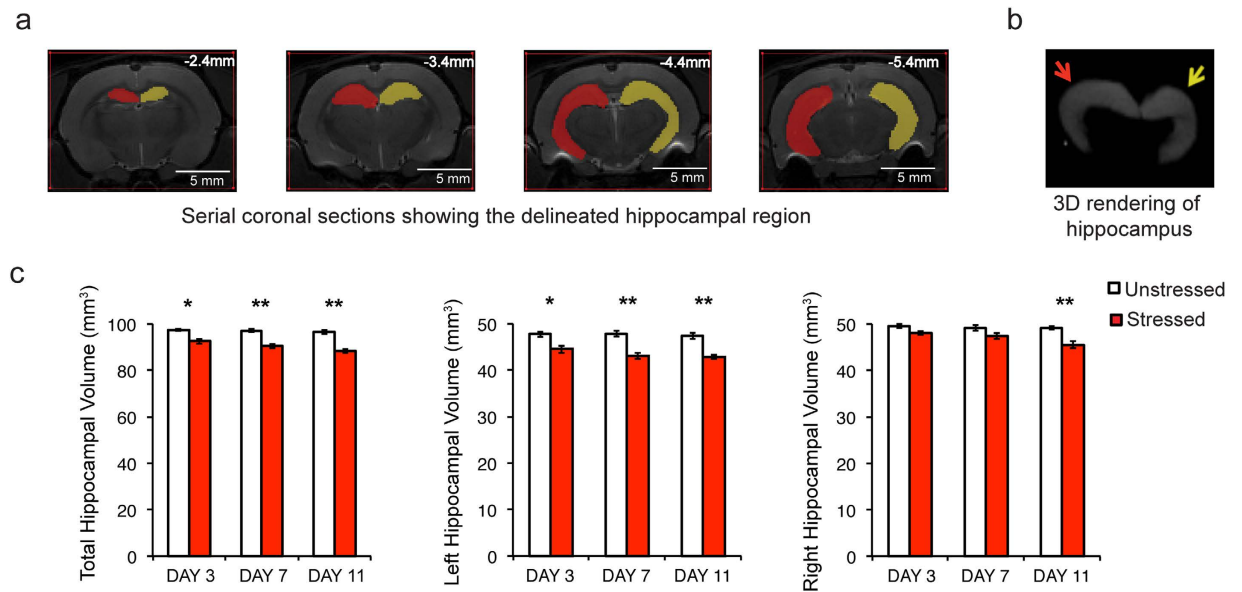 a
b
-2.4mm
-3.4mm
-4.4mm
-5.4mm
5 mm
5 mm
5 mm
5 mm
Serial coronal sections showing the delineated hippocampal region
3D rendering of
hippocampus
c
Unstressed
Stressed
Total Hippocampal Volume (mm³)
100
80
60
40
20
0
* ** **
DAY 3 DAY 7 DAY 11
Left Hippocampal Volume (mm³)
50
40
30
20
10
0
* ** **
DAY 3 DAY 7 DAY 11
Right Hippocampal Volume (mm³)
50
40
30
20
10
0
**
DAY 3 DAY 7 DAY 11